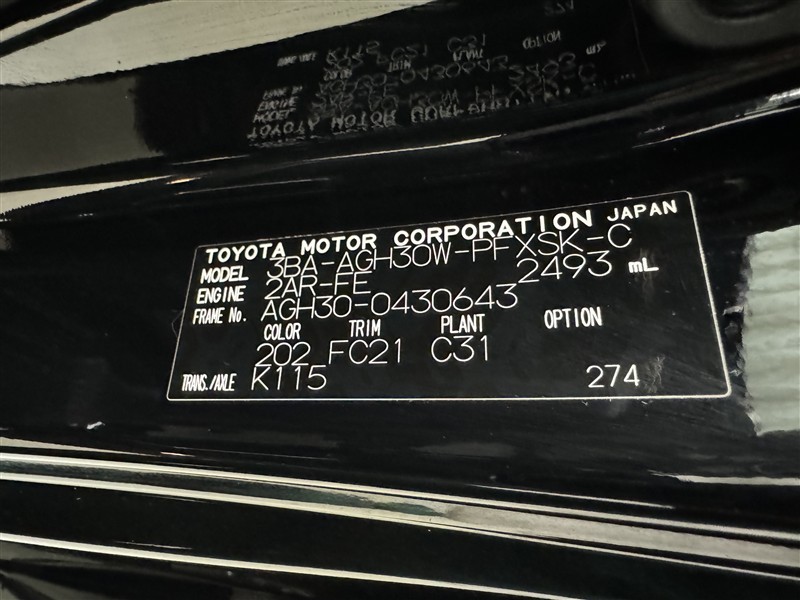 TOYOTA MOTOR CORPORATION JAPAN
MODEL 3BA-AGH30W-PFXSK-C
ENGINE 2AR-FE 2493 mL
FRAME No. AGH30-0430643
COLOR TRIM PLANT OPTION
202 FC21 C31
TRANS./AXLE K115 274